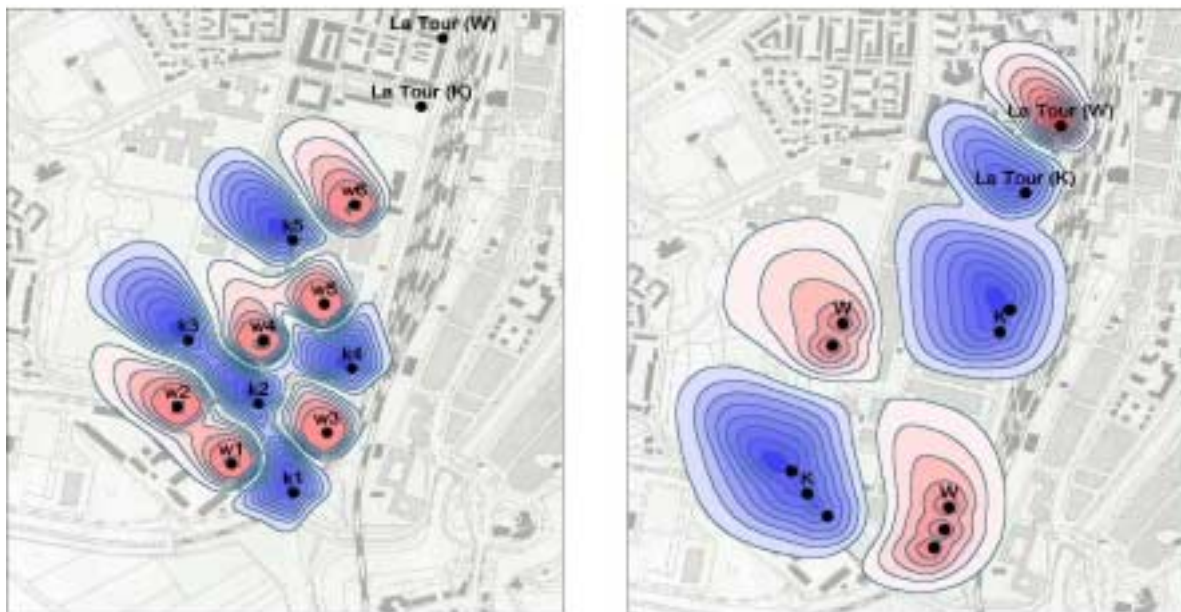 La Tour (W)
La Tour (K)
w6
k5
w5
k3
w4
k4
w2
k2
w3
w1
k1
La Tour (W)
La Tour (K)
W
K
K
W